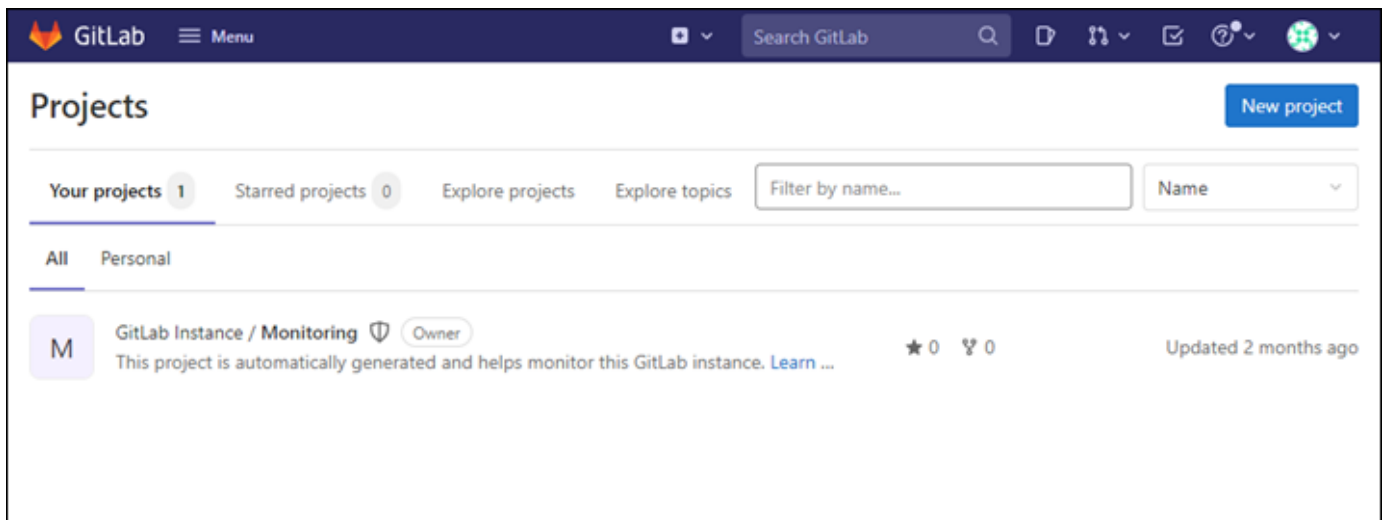 GitLab Menu Search GitLab
Projects New project
Your projects 1 Starred projects 0 Explore projects Explore topics Filter by name... Name
All Personal
M
GitLab Instance / Monitoring Owner
This project is automatically generated and helps monitor this GitLab instance. Learn ...
0 0 Updated 2 months ago